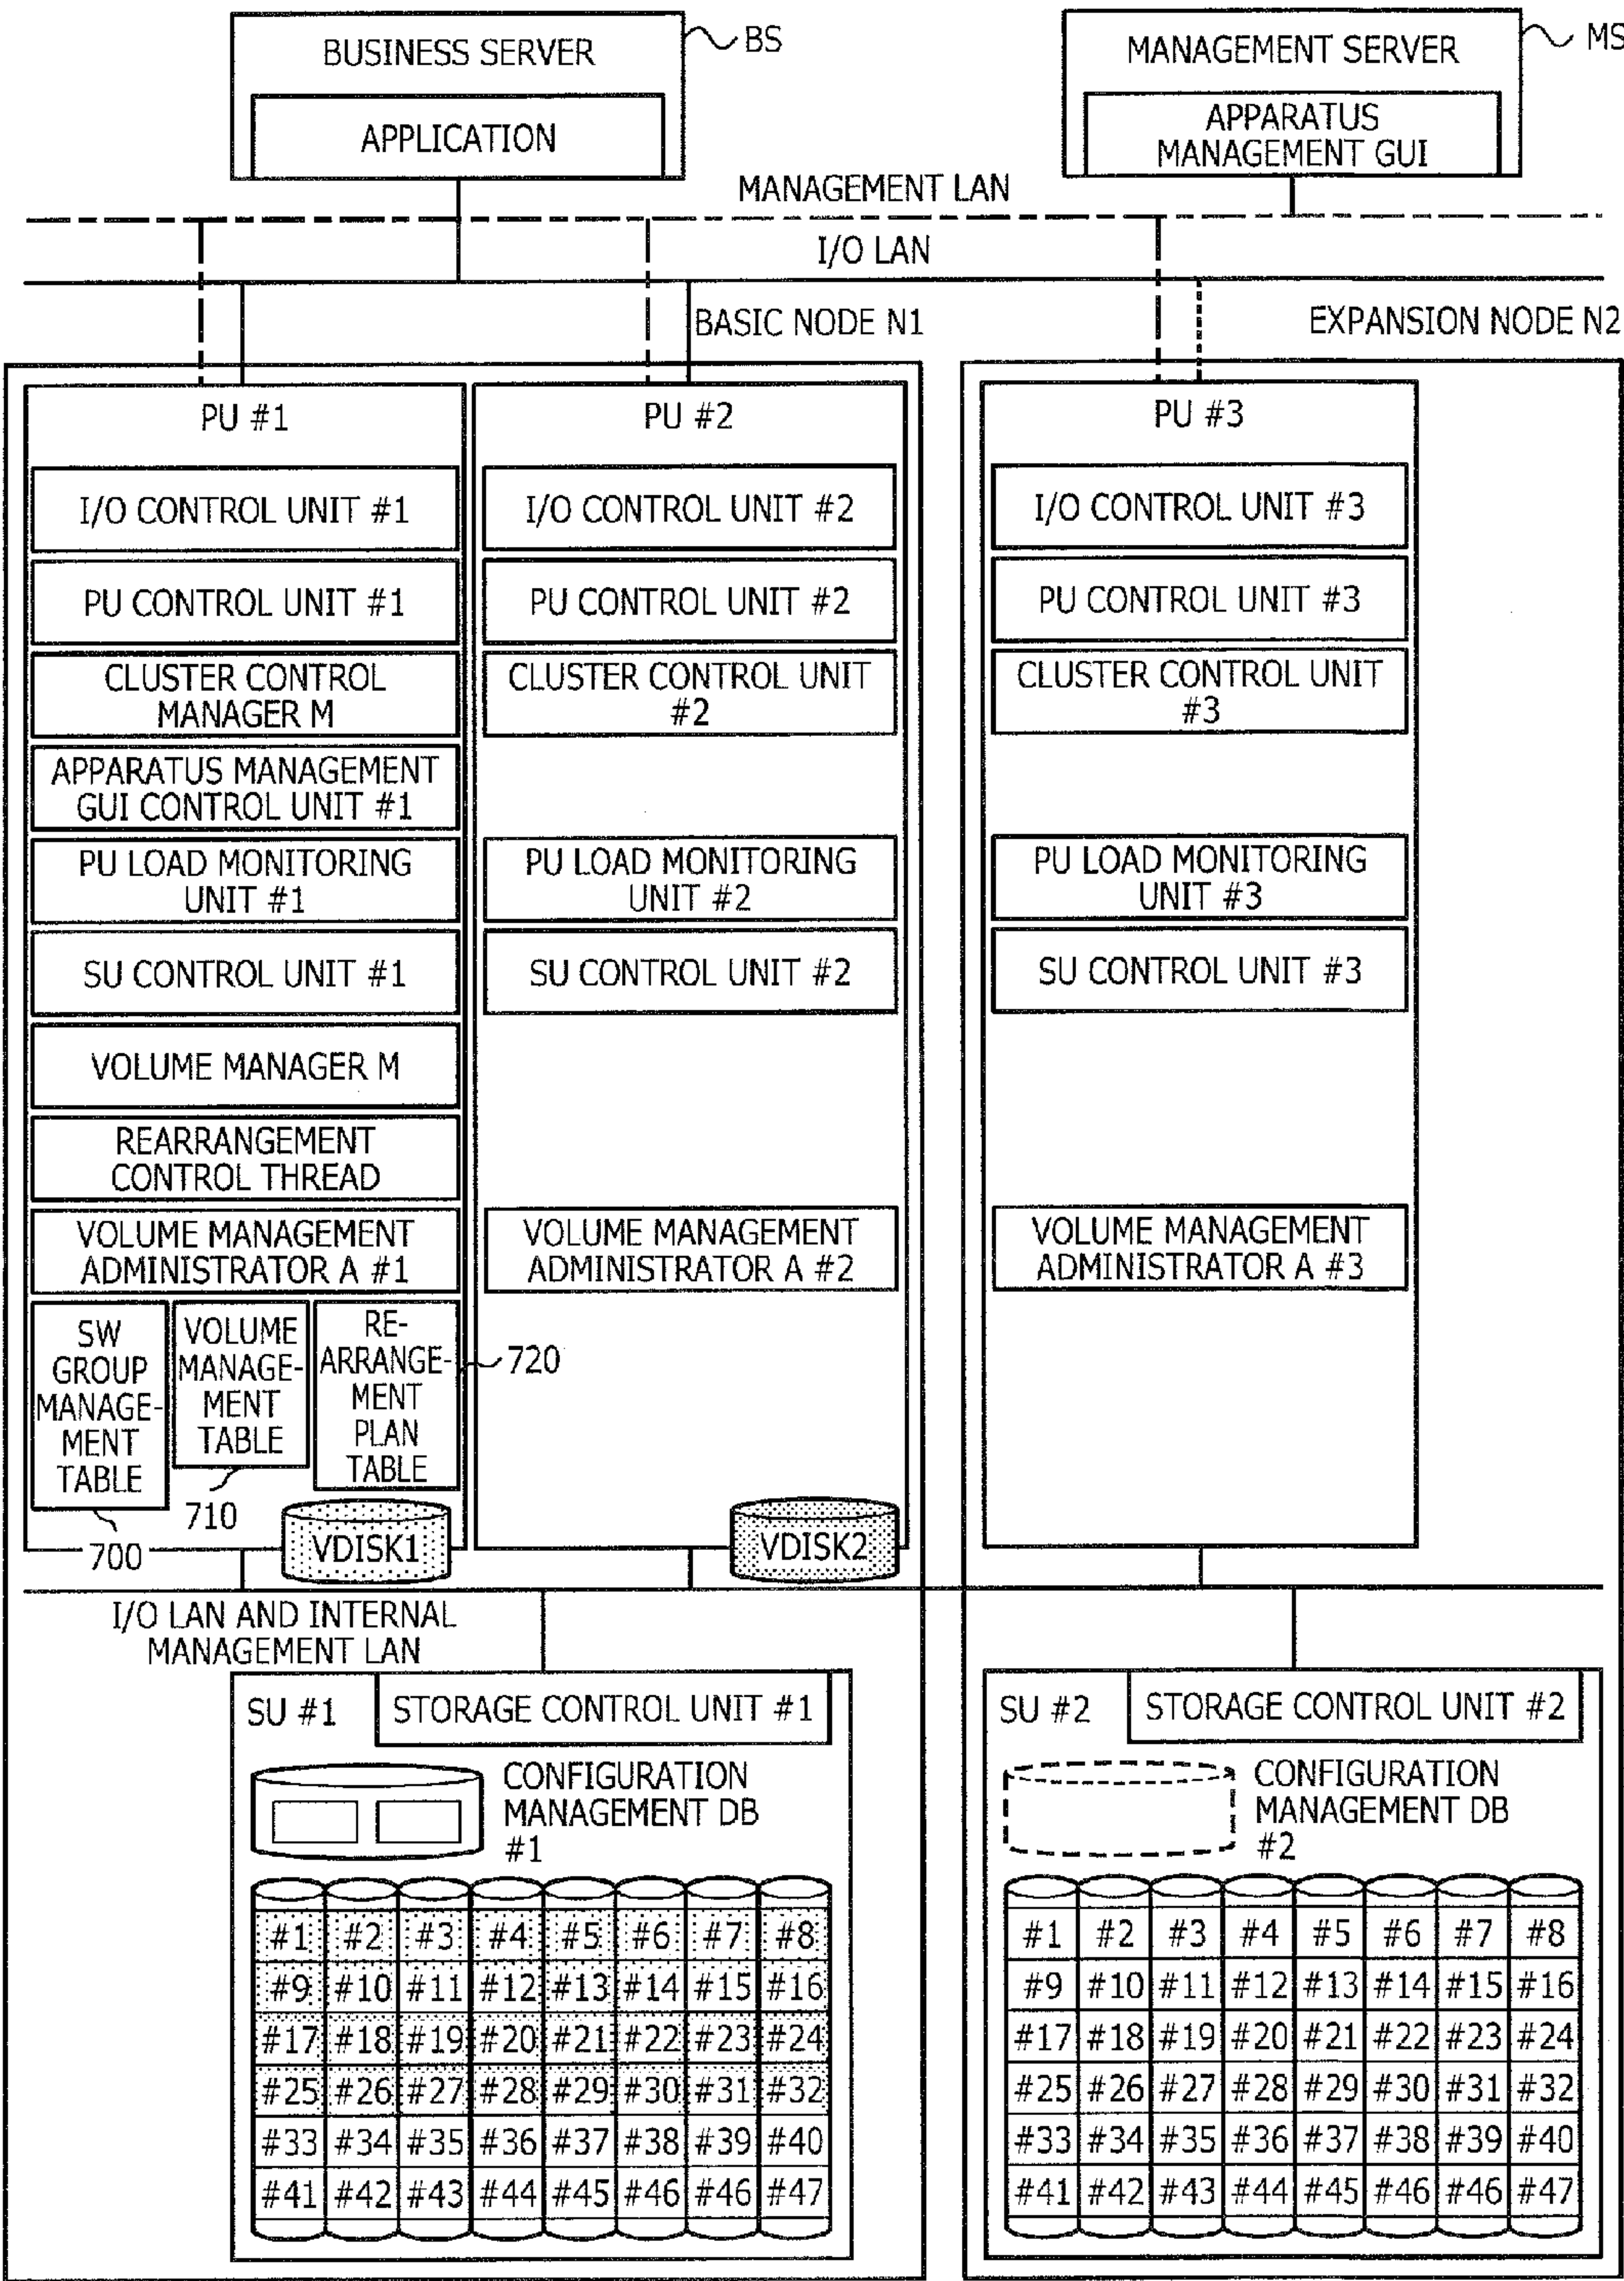 BUSINESS SERVER
BS
APPLICATION
MANAGEMENT SERVER
MS
APPARATUS
MANAGEMENT GUI
MANAGEMENT LAN
I/O LAN
BASIC NODE N1
EXPANSION NODE N2
PU #1
I/O CONTROL UNIT #1
PU CONTROL UNIT #1
CLUSTER CONTROL
MANAGER M
APPARATUS MANAGEMENT
GUI CONTROL UNIT #1
PU LOAD MONITORING
UNIT #1
SU CONTROL UNIT #1
VOLUME MANAGER M
REARRANGEMENT
CONTROL THREAD
VOLUME MANAGEMENT
ADMINISTRATOR A #1
SW
GROUP
MANAGE-
MENT
TABLE
700
VOLUME
MANAGE-
MENT
TABLE
710
RE-
ARRANGE-
MENT
PLAN
TABLE
720
VDISK1
PU #2
I/O CONTROL UNIT #2
PU CONTROL UNIT #2
CLUSTER CONTROL UNIT
#2
PU LOAD MONITORING
UNIT #2
SU CONTROL UNIT #2
VOLUME MANAGEMENT
ADMINISTRATOR A #2
VDISK2
PU #3
I/O CONTROL UNIT #3
PU CONTROL UNIT #3
CLUSTER CONTROL UNIT
#3
PU LOAD MONITORING
UNIT #3
SU CONTROL UNIT #3
VOLUME MANAGEMENT
ADMINISTRATOR A #3
I/O LAN AND INTERNAL
MANAGEMENT LAN
SU #1
STORAGE CONTROL UNIT #1
CONFIGURATION
MANAGEMENT DB
#1
#1 #2 #3 #4 #5 #6 #7 #8
#9 #10 #11 #12 #13 #14 #15 #16
#17 #18 #19 #20 #21 #22 #23 #24
#25 #26 #27 #28 #29 #30 #31 #32
#33 #34 #35 #36 #37 #38 #39 #40
#41 #42 #43 #44 #45 #46 #46 #47
SU #2
STORAGE CONTROL UNIT #2
CONFIGURATION
MANAGEMENT DB
#2
#1 #2 #3 #4 #5 #6 #7 #8
#9 #10 #11 #12 #13 #14 #15 #16
#17 #18 #19 #20 #21 #22 #23 #24
#25 #26 #27 #28 #29 #30 #31 #32
#33 #34 #35 #36 #37 #38 #39 #40
#41 #42 #43 #44 #45 #46 #46 #47